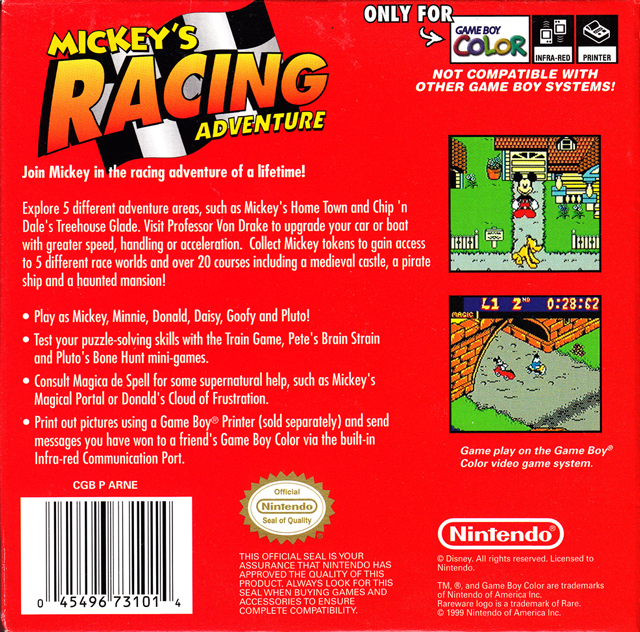 MICKEY'S
RACING
ADVENTURE
ONLY FOR
GAME BOY
COLOR
INFRA-RED
PRINTER
NOT COMPATIBLE WITH
OTHER GAME BOY SYSTEMS!
Join Mickey in the racing adventure of a lifetime!
Explore 5 different adventure areas, such as Mickey's Home Town and Chip 'n
Dale's Treehouse Glade. Visit Professor Von Drake to upgrade your car or boat
with greater speed, handling or acceleration. Collect Mickey tokens to gain access
to 5 different race worlds and over 20 courses including a medieval castle, a pirate
ship and a haunted mansion!
• Play as Mickey, Minnie, Donald, Daisy, Goofy and Pluto!
• Test your puzzle-solving skills with the Train Game, Pete's Brain Strain
and Pluto's Bone Hunt mini-games.
• Consult Magica de Spell for some supernatural help, such as Mickey's
Magical Portal or Donald's Cloud of Frustration.
• Print out pictures using a Game Boy® Printer (sold separately) and send
messages you have won to a friend's Game Boy Color via the built-in
Infra-red Communication Port.
L1 2ND 0:28:62
MAGIC
Game play on the Game Boy®
Color video game system.
CGB P ARNE
0 45496 73101 4
Official
Nintendo
Seal of Quality
THIS OFFICIAL SEAL IS YOUR
ASSURANCE THAT NINTENDO HAS
APPROVED THE QUALITY OF THIS
PRODUCT. ALWAYS LOOK FOR THIS
SEAL WHEN BUYING GAMES AND
ACCESSORIES TO ENSURE
COMPLETE COMPATIBILITY.
Nintendo®
© Disney. All rights reserved. Licensed to
Nintendo.
TM, ®, and Game Boy Color are trademarks
of Nintendo of America Inc.
Rareware logo is a trademark of Rare.
© 1999 Nintendo of America Inc.